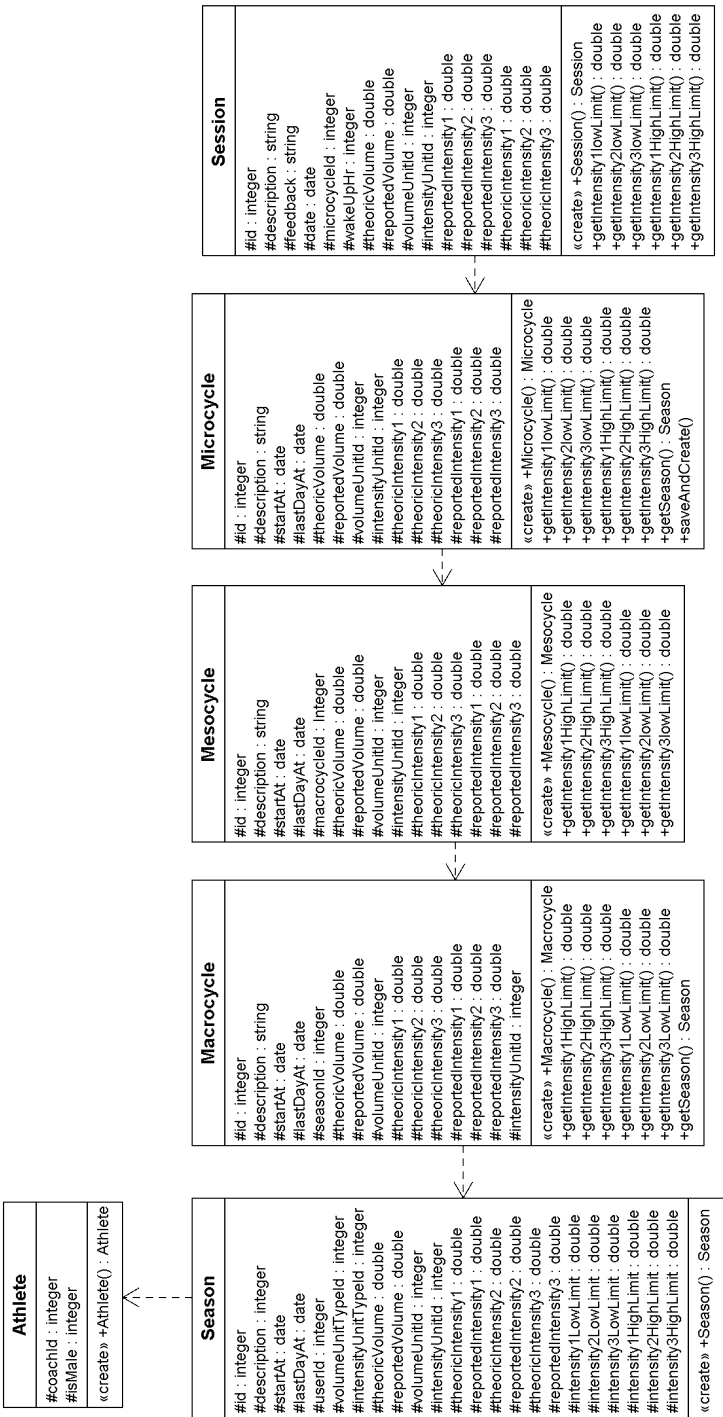 Athlete
#coachId : integer
#isMale : integer
«create» +Athlete() : Athlete
Season
#id : integer
#description : integer
#startAt : date
#lastDayAt : date
#userId : integer
#volumeUnitTypeId : integer
#intensityUnitTypeId : integer
#theoricVolume : double
#reportedVolume : double
#volumeUnitId : integer
#intensityUnitId : integer
#theoricIntensity1 : double
#reportedIntensity1 : double
#theoricIntensity2 : double
#reportedIntensity2 : double
#theoricIntensity3 : double
#reportedIntensity3 : double
#intensity1LowLimit : double
#intensity2LowLimit : double
#intensity3LowLimit : double
#intensity1HighLimit : double
#intensity2HighLimit : double
#intensity3HighLimit : double
«create» +Season() : Season
Macrocycle
#id : integer
#description : string
#startAt : date
#lastDayAt : date
#seasonId : integer
#theoricVolume : double
#reportedVolume : double
#volumeUnitId : integer
#theoricIntensity1 : double
#theoricIntensity2 : double
#theoricIntensity3 : double
#reportedIntensity1 : double
#reportedIntensity2 : double
#reportedIntensity3 : double
#intensityUnitId : integer
«create» +Macrocycle() : Macrocycle
+getIntensity1HighLimit() : double
+getIntensity2HighLimit() : double
+getIntensity3HighLimit() : double
+getIntensity1LowLimit() : double
+getIntensity2LowLimit() : double
+getIntensity3LowLimit() : double
+getSeason() : Season
Mesocycle
#id : integer
#description : string
#startAt : date
#lastDayAt : date
#macrocycleId : Integer
#theoricVolume : double
#reportedVolume : double
#volumeUnitId : integer
#intensityUnitId : integer
#theoricIntensity1 : double
#theoricIntensity2 : double
#theoricIntensity3 : double
#reportedIntensity1 : double
#reportedIntensity2 : double
#reportedIntensity3 : double
«create» +Mesocycle() : Mesocycle
+getIntensity1HighLimit() : double
+getIntensity2HighLimit() : double
+getIntensity3HighLimit() : double
+getIntensity1lowLimit() : double
+getIntensity2lowLimit() : double
+getIntensity3lowLimit() : double
Microcycle
#id : integer
#description : string
#startAt : date
#lastDayAt : date
#theoricVolume : double
#reportedVolume : double
#volumeUnitId : integer
#intensityUnitId : integer
#theoricIntensity1 : double
#theoricIntensity2 : double
#theoricIntensity3 : double
#reportedIntensity1 : double
#reportedIntensity2 : double
#reportedIntensity3 : double
«create» +Microcycle() : Microcycle
+getIntensity1lowLimit() : double
+getIntensity2lowLimit() : double
+getIntensity3lowLimit() : double
+getIntensity1HighLimit() : double
+getIntensity2HighLimit() : double
+getIntensity3HighLimit() : double
+getSeason() : Season
+saveAndCreate()
Session
#id : integer
#description : string
#feedback : string
#date : date
#microcycleId : integer
#wakeUpHr : integer
#theoricVolume : double
#reportedVolume : double
#volumeUnitId : integer
#intensityUnitId : integer
#reportedIntensity1 : double
#reportedIntensity2 : double
#reportedIntensity3 : double
#theoricIntensity1 : double
#theoricIntensity2 : double
#theoricIntensity3 : double
«create» +Session() : Session
+getIntensity1lowLimit() : double
+getIntensity2lowLimit() : double
+getIntensity3lowLimit() : double
+getIntensity1HighLimit() : double
+getIntensity2HighLimit() : double
+getIntensity3HighLimit() : double